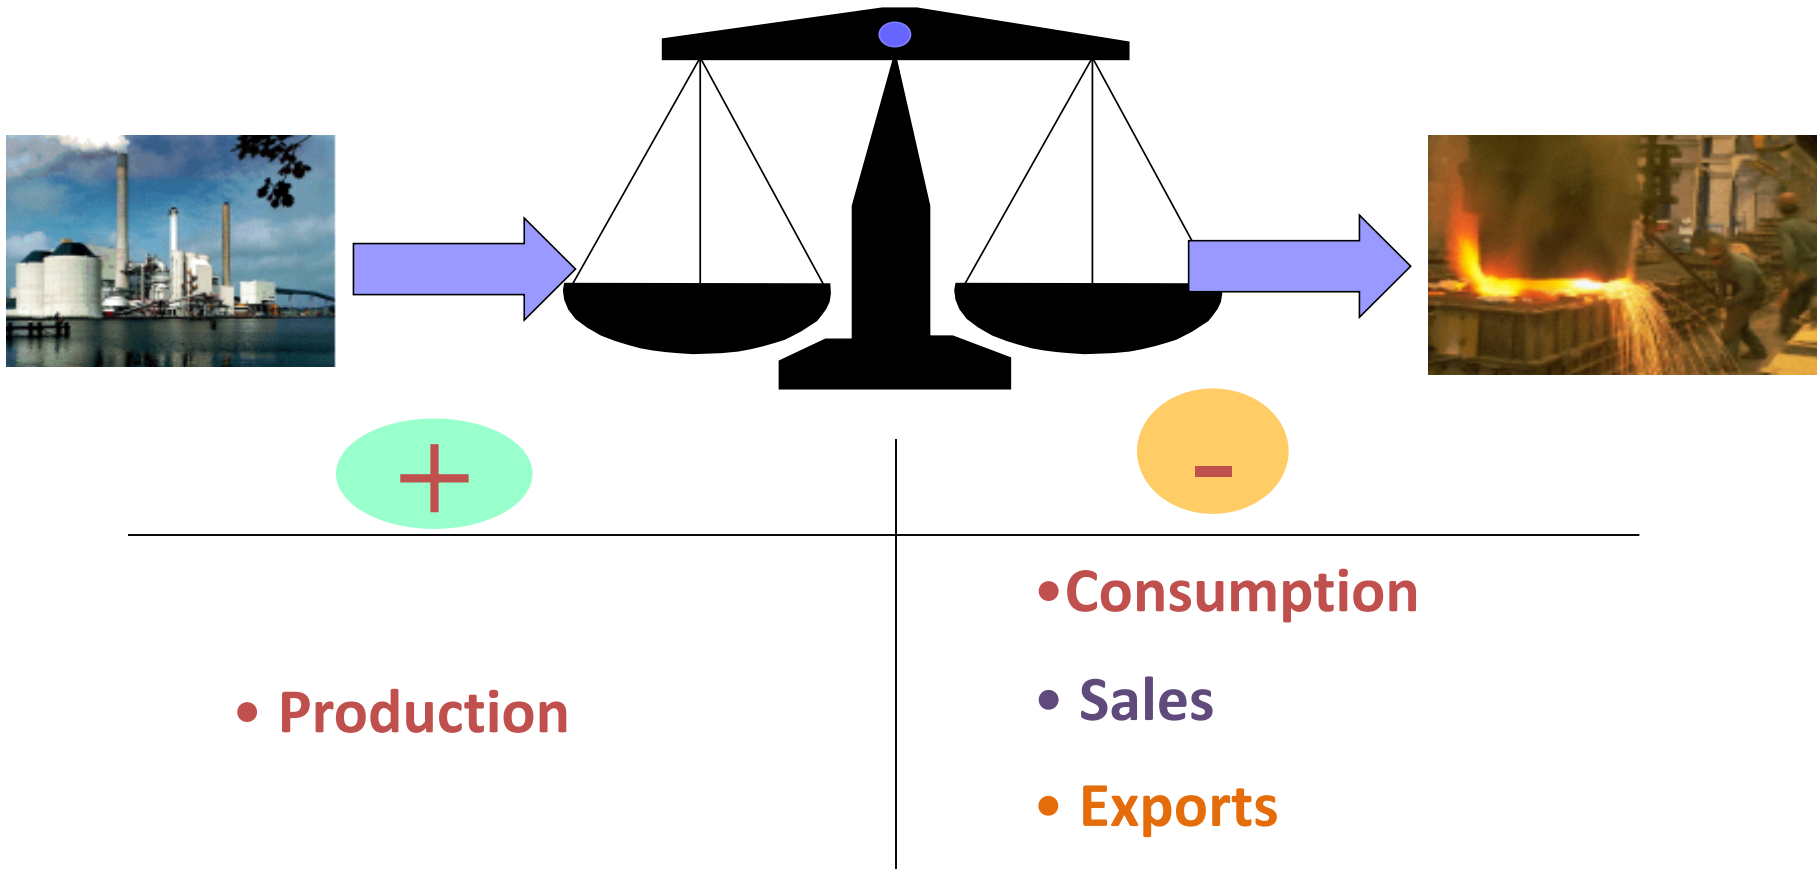 +
-
•Consumption
• Production
• Sales
• Exports